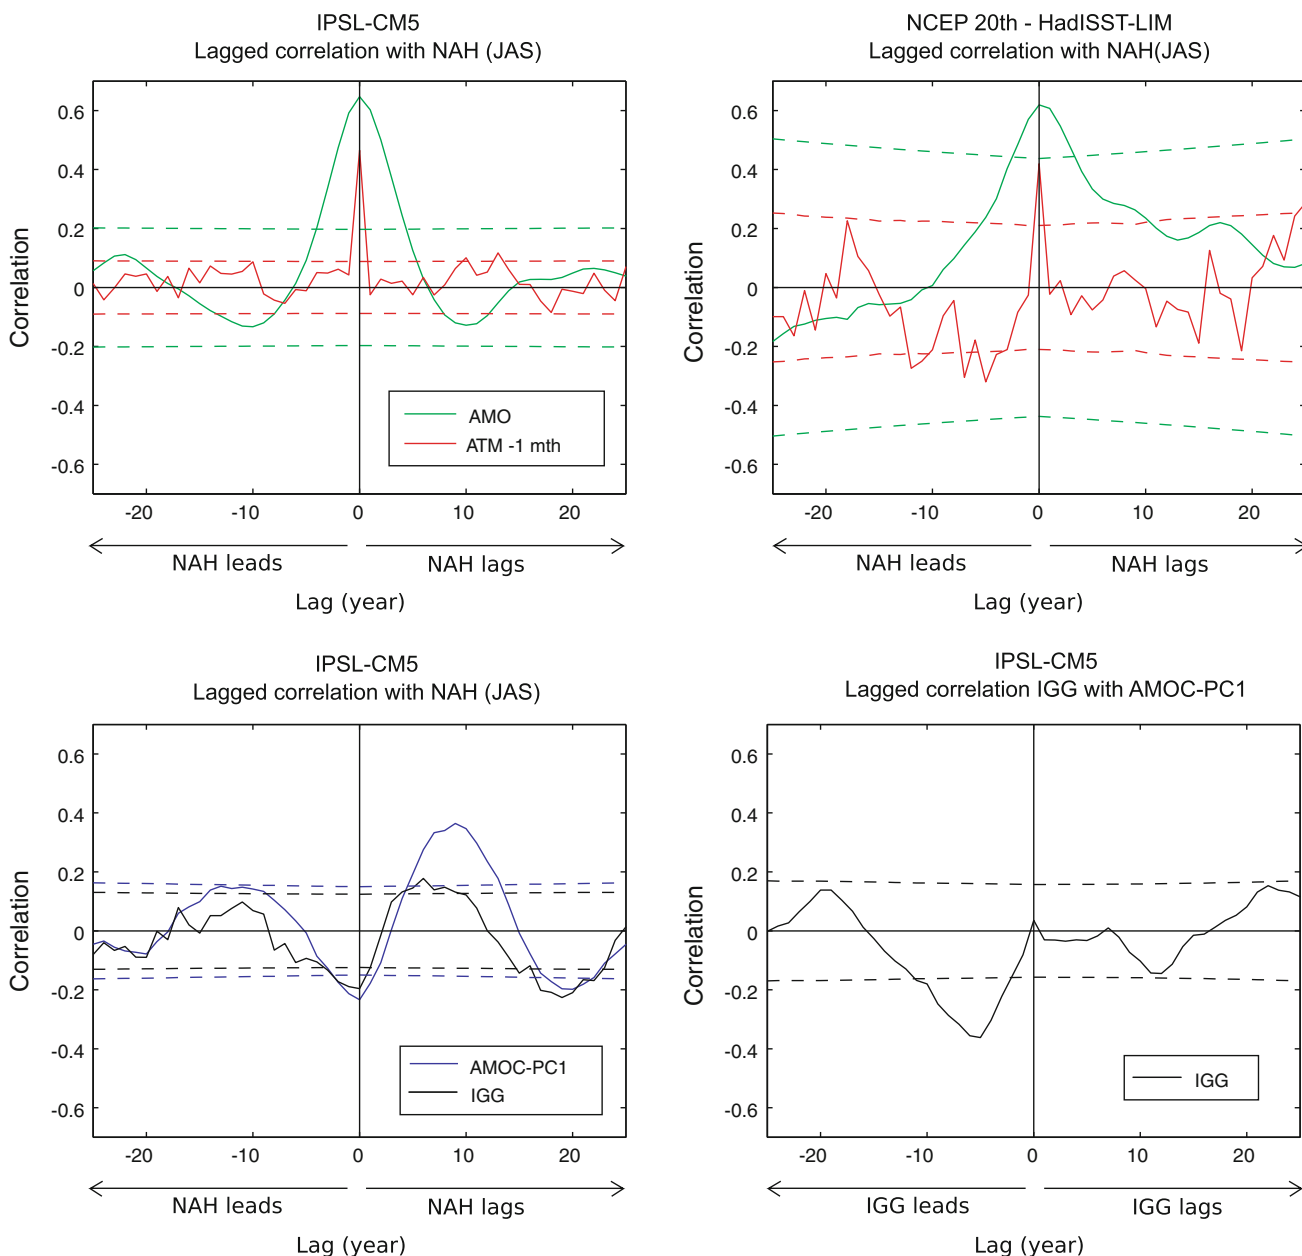 IPSL-CM5
Lagged correlation with NAH (JAS)
0.6
0.4
0.2
0
-0.2
-0.4
-0.6
Correlation
AMO
ATM -1 mth
-20 -10 0 10 20
NAH leads NAH lags
Lag (year)
NCEP 20th - HadISST-LIM
Lagged correlation with NAH(JAS)
0.6
0.4
0.2
0
-0.2
-0.4
-0.6
Correlation
-20 -10 0 10 20
NAH leads NAH lags
Lag (year)
IPSL-CM5
Lagged correlation with NAH (JAS)
0.6
0.4
0.2
0
-0.2
-0.4
-0.6
Correlation
AMOC-PC1
IGG
-20 -10 0 10 20
NAH leads NAH lags
Lag (year)
IPSL-CM5
Lagged correlation IGG with AMOC-PC1
0.6
0.4
0.2
0
-0.2
-0.4
-0.6
Correlation
IGG
-20 -10 0 10 20
IGG leads IGG lags
Lag (year)